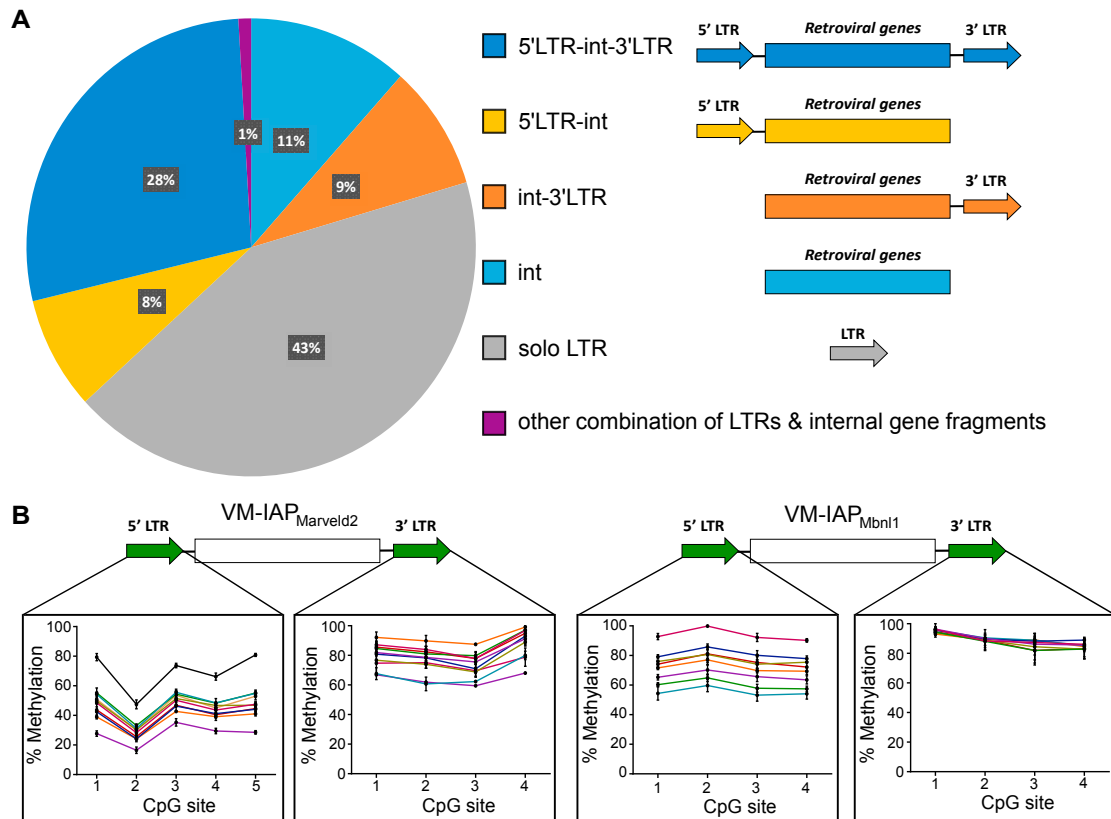 A
5'LTR-int-3'LTR
5'LTR-int
int-3'LTR
int
solo LTR
other combination of LTRs & internal gene fragments
1%
11%
28%
9%
8%
43%
5' LTR
Retroviral genes
3' LTR
5' LTR
Retroviral genes
Retroviral genes
3' LTR
Retroviral genes
LTR
B
VM-IAPMarveld2
5' LTR
3' LTR
VM-IAPMbnl1
5' LTR
3' LTR
% Methylation
100
80
60
40
20
0
1 2 3 4 5
CpG site
% Methylation
100
80
60
40
20
0
1 2 3 4
CpG site
% Methylation
100
80
60
40
20
0
1 2 3 4
CpG site
% Methylation
100
80
60
40
20
0
1 2 3 4
CpG site